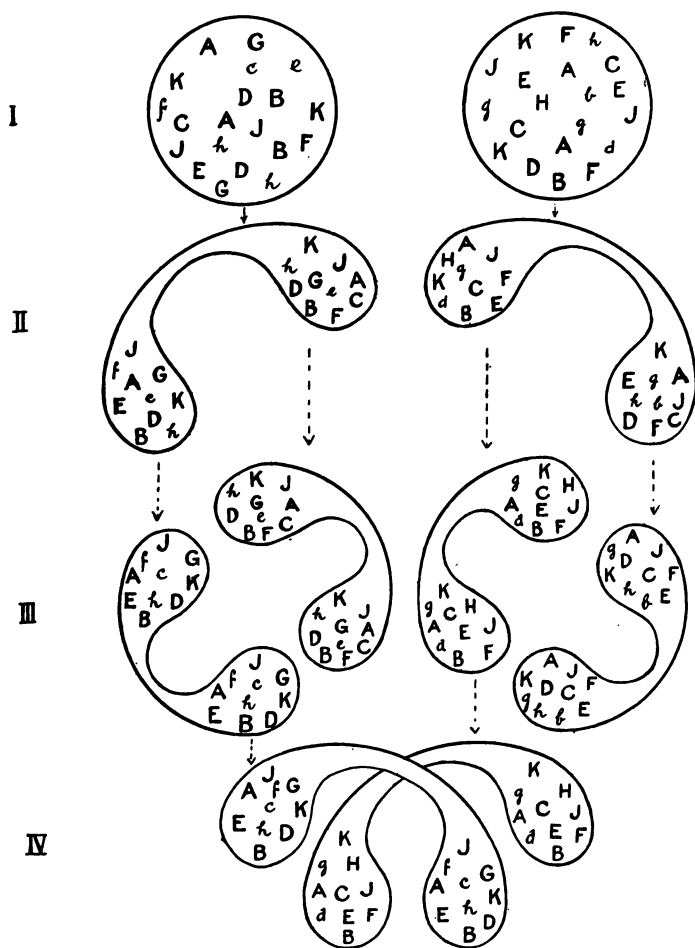 I
A G
c e
K
D B
f K
C A J
J h B F
E D
G h
K F h
J C
E A E
H b
g J
C g
K A d
D B F
II
K
h J
D G e A
B F C
J
f A G
E e K
D
B h
A
H g J
K C F
d B E
K
E g A
h b J
D F C
III
J
f G
A c K
E h D
B
J
f G
A c
h K
E B D
h K J
G A
D e C
B F
K
h J
D G A
B e F C
K
g H
A C J
E
d B F
K
g C H
A E J
d B F
A
g D J
K C F
h b E
A J
K D C F
g h b E
IV
J
A f G
c K
E h D
B
K
g H
A C J
d E F
B
J
f G
A c K
E h D
B
K
g H
A C J
d E F
B